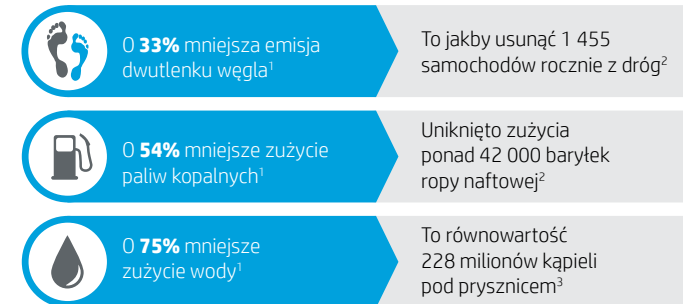 O 33% mniejsza emisja
dwutlenku węgla¹
To jakby usunąć 1 455
samochodów rocznie z dróg²
O 54% mniejsze zużycie
paliw kopalnych¹
Uniknięto zużycia
ponad 42 000 baryłek
ropy naftowej²
O 75% mniejsze
zużycie wody¹
To równowartość
228 milionów kąpieli
pod prysznicem³